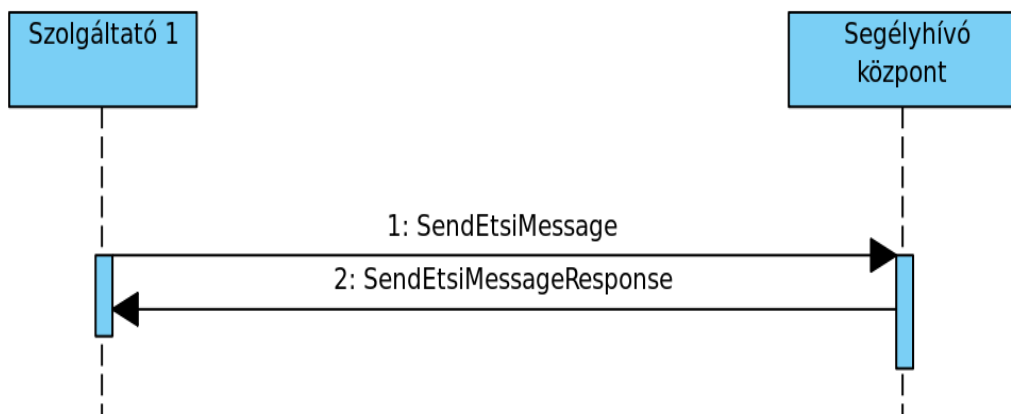 Szolgáltató 1
Segélyhívó
központ
1: SendEtsiMessage
2: SendEtsiMessageResponse